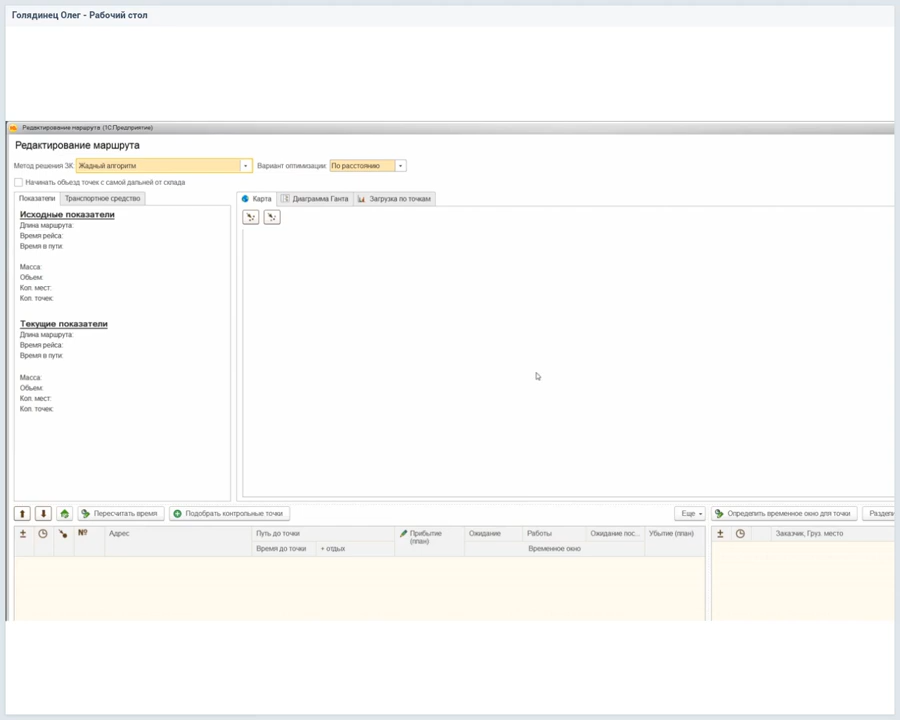 Голядинец Олег - Рабочий стол
Редактирование маршрута (1С:Предприятие)
Редактирование маршрута
Метод решения ЗК: Жадный алгоритм Вариант оптимизации: По расстоянию
Начинать объезд точек с самой дальней от склада
Показатели Транспортное средство Карта Диаграмма Ганта Загрузка по точкам
Исходные показатели
Длина маршрута:
Время рейса:
Время в пути:
Масса:
Объем:
Кол. мест:
Кол. точек:
Текущие показатели
Длина маршрута:
Время рейса:
Время в пути:
Масса:
Объем:
Кол. мест:
Кол. точек:
Пересчитать время Подобрать контрольные точки Еще Определить временное окно для точки Раздели
№ Адрес Путь до точки Прибытие (план) Ожидание Работы Ожидание пос... Убытие (план) Заказчик, Груз. место
Время до точки + отдых Временное окно